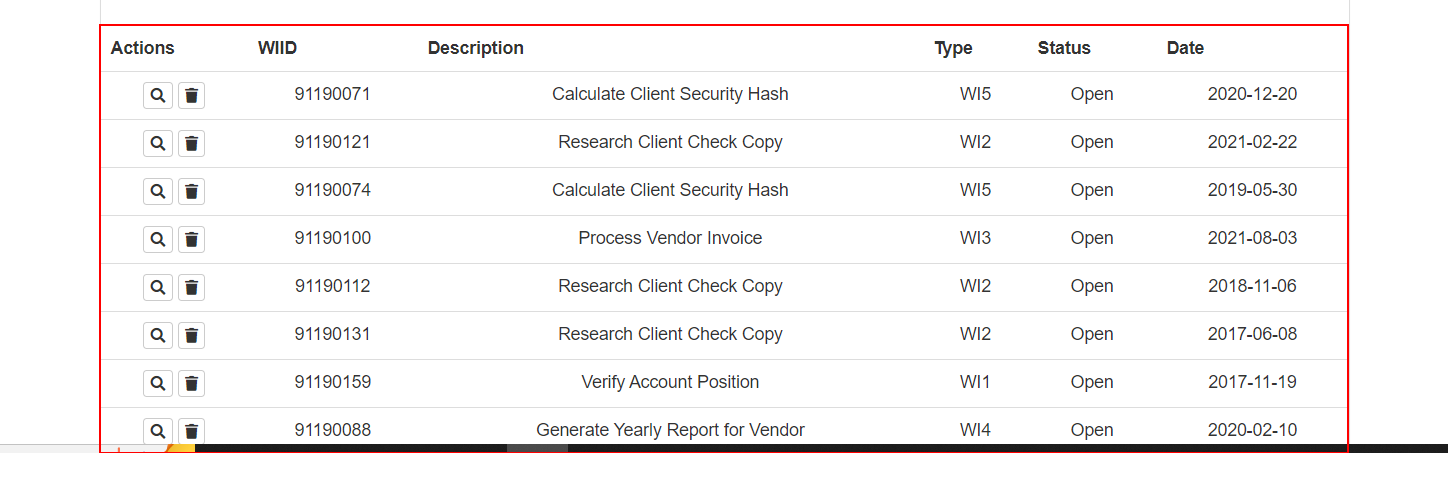 Actions WIID Description Type Status Date
91190071 Calculate Client Security Hash WI5 Open 2020-12-20
91190121 Research Client Check Copy WI2 Open 2021-02-22
91190074 Calculate Client Security Hash WI5 Open 2019-05-30
91190100 Process Vendor Invoice WI3 Open 2021-08-03
91190112 Research Client Check Copy WI2 Open 2018-11-06
91190131 Research Client Check Copy WI2 Open 2017-06-08
91190159 Verify Account Position WI1 Open 2017-11-19
91190088 Generate Yearly Report for Vendor WI4 Open 2020-02-10